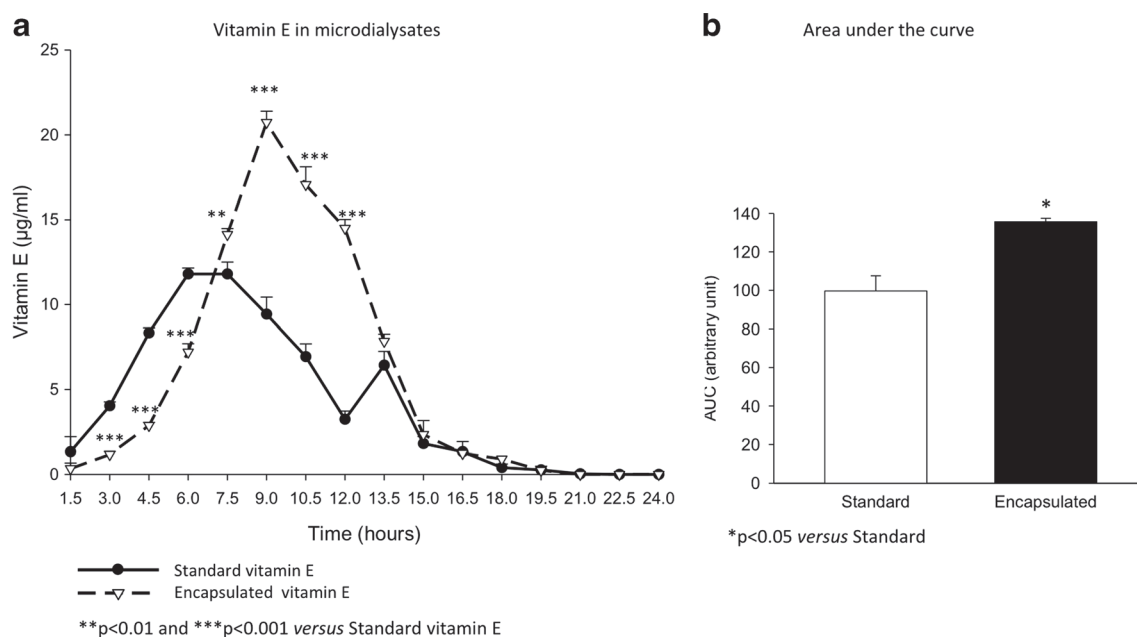 a
Vitamin E in microdialysates
Vitamin E (µg/ml)
25
20
15
10
5
0
***
***
***
**
***
***
***
1.5 3.0 4.5 6.0 7.5 9.0 10.5 12.0 13.5 15.0 16.5 18.0 19.5 21.0 22.5 24.0
Time (hours)
Standard vitamin E
Encapsulated vitamin E
**p<0.01 and ***p<0.001 versus Standard vitamin E
b
Area under the curve
AUC (arbitrary unit)
140
120
100
80
60
40
20
0
*
Standard Encapsulated
*p<0.05 versus Standard